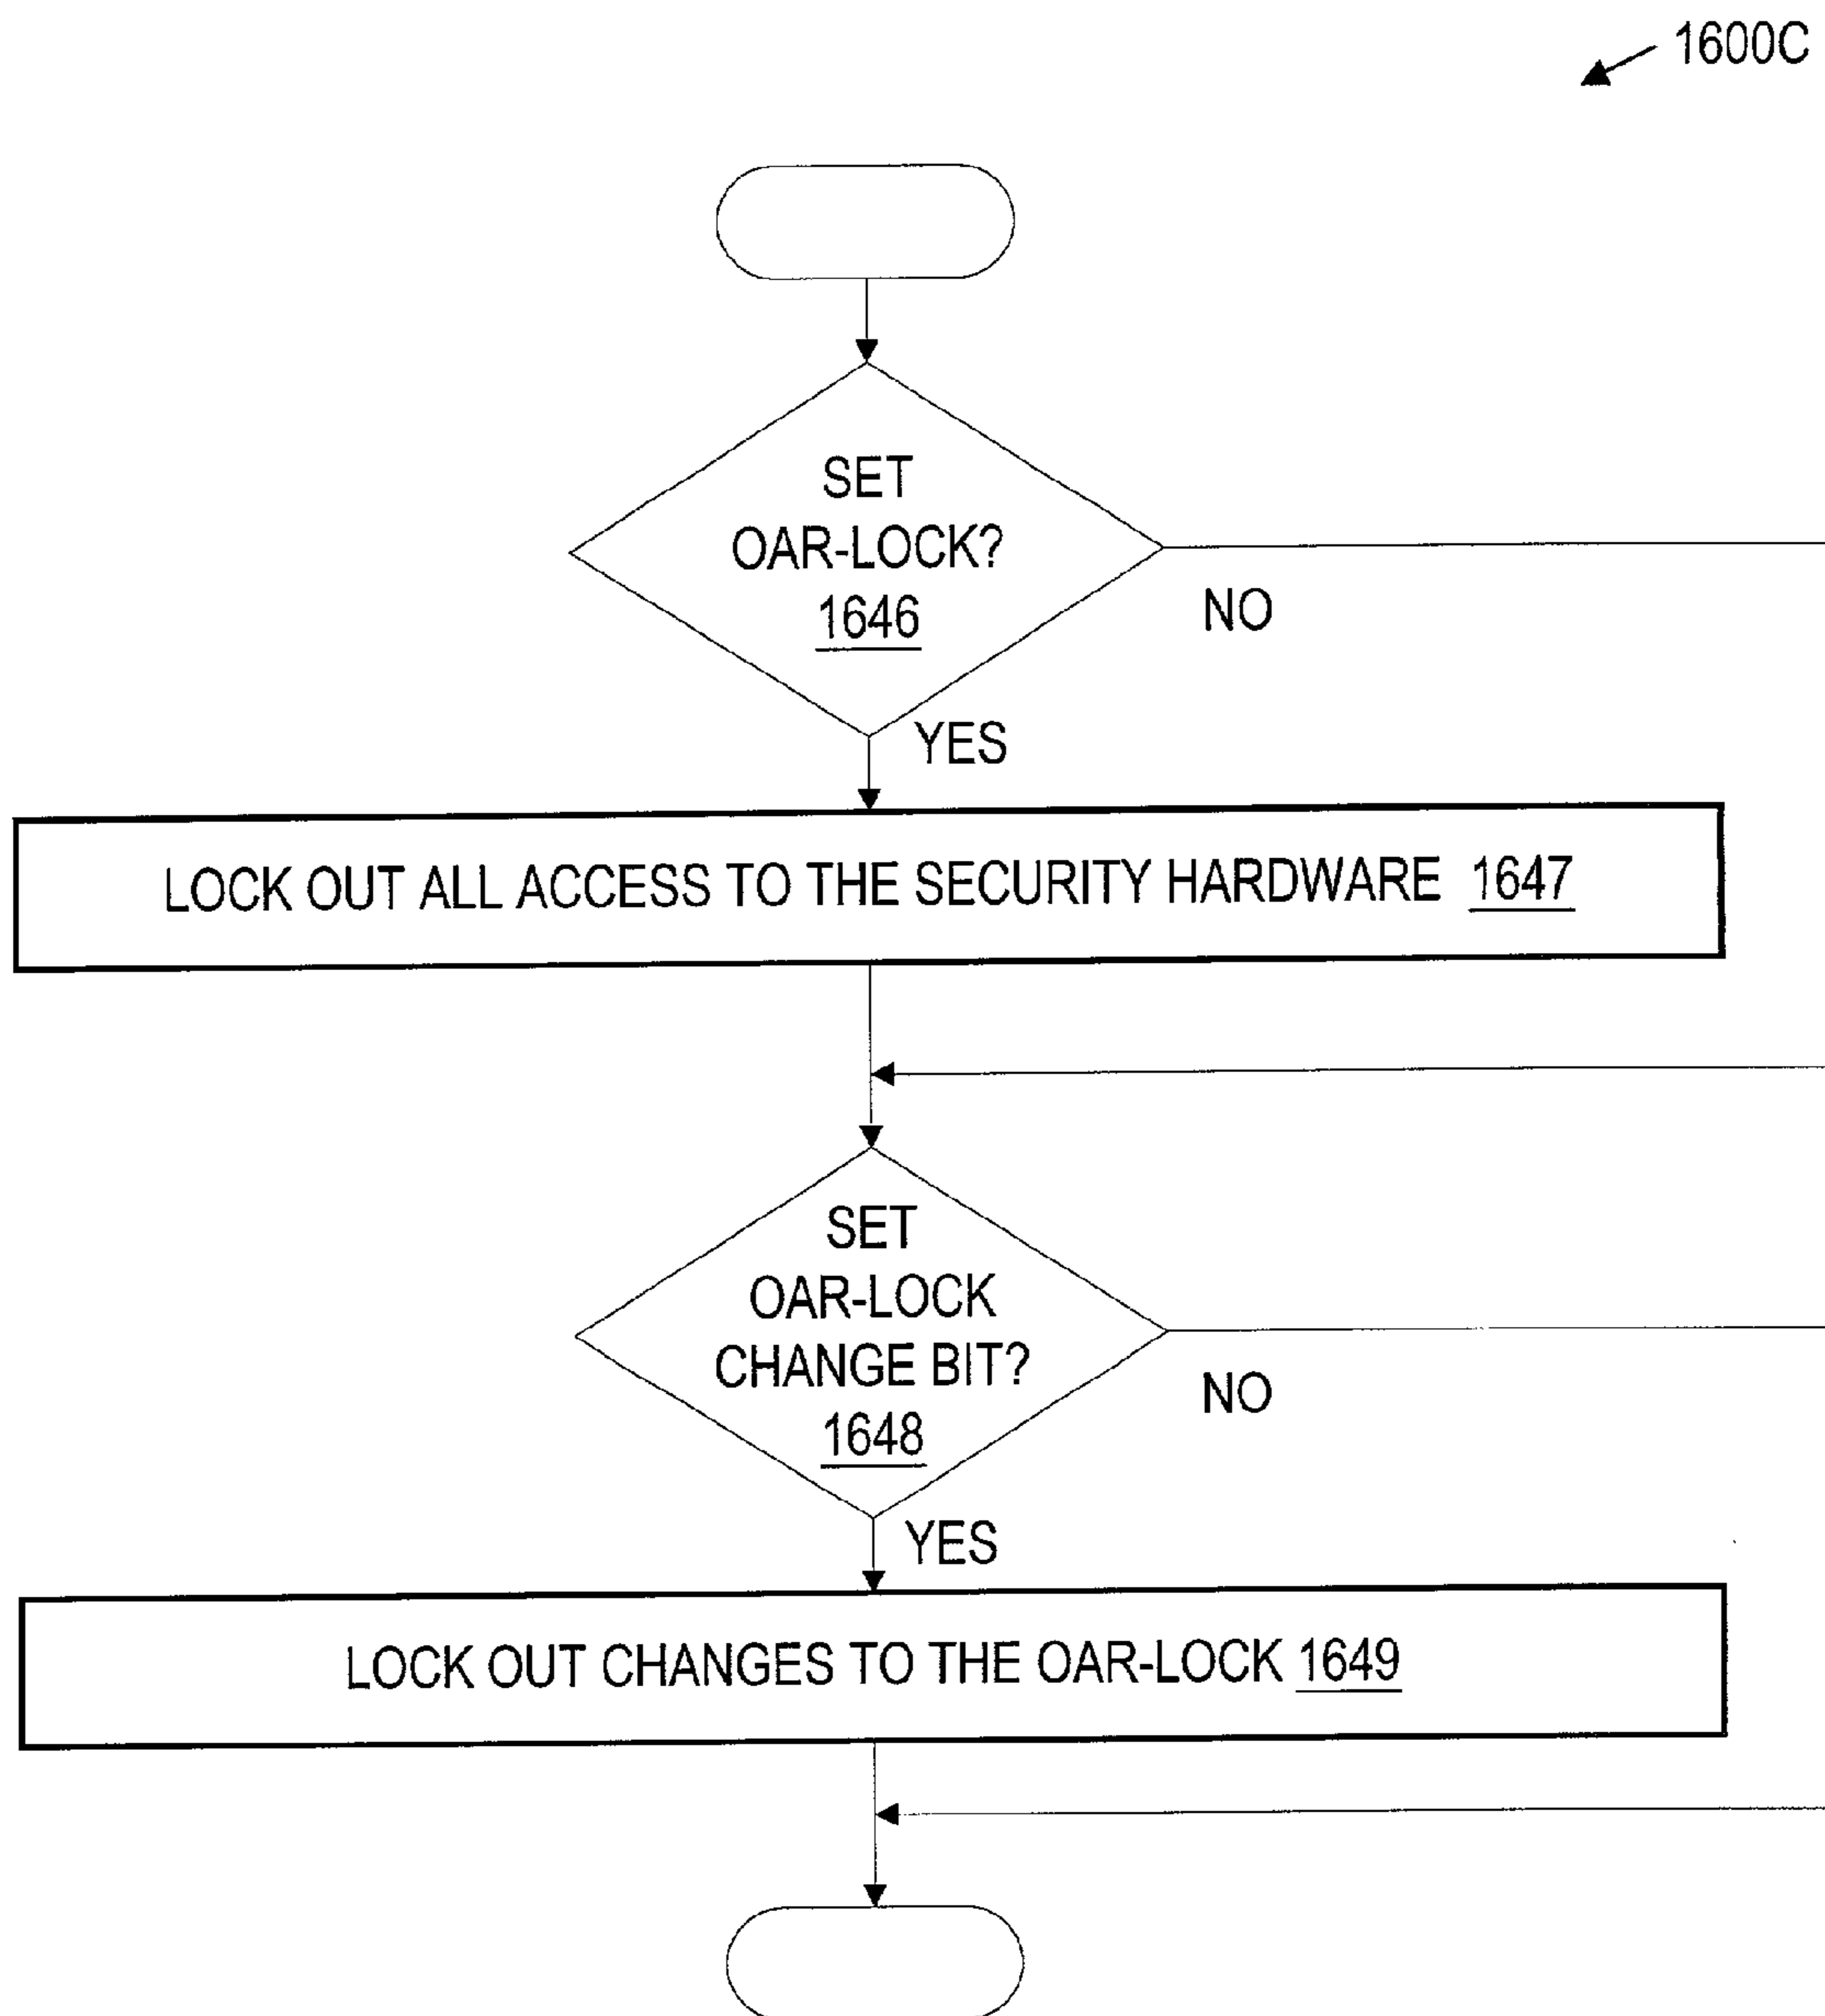 1600C
SET
OAR-LOCK?
1646
NO
YES
LOCK OUT ALL ACCESS TO THE SECURITY HARDWARE 1647
SET
OAR-LOCK
CHANGE BIT?
1648
NO
YES
LOCK OUT CHANGES TO THE OAR-LOCK 1649